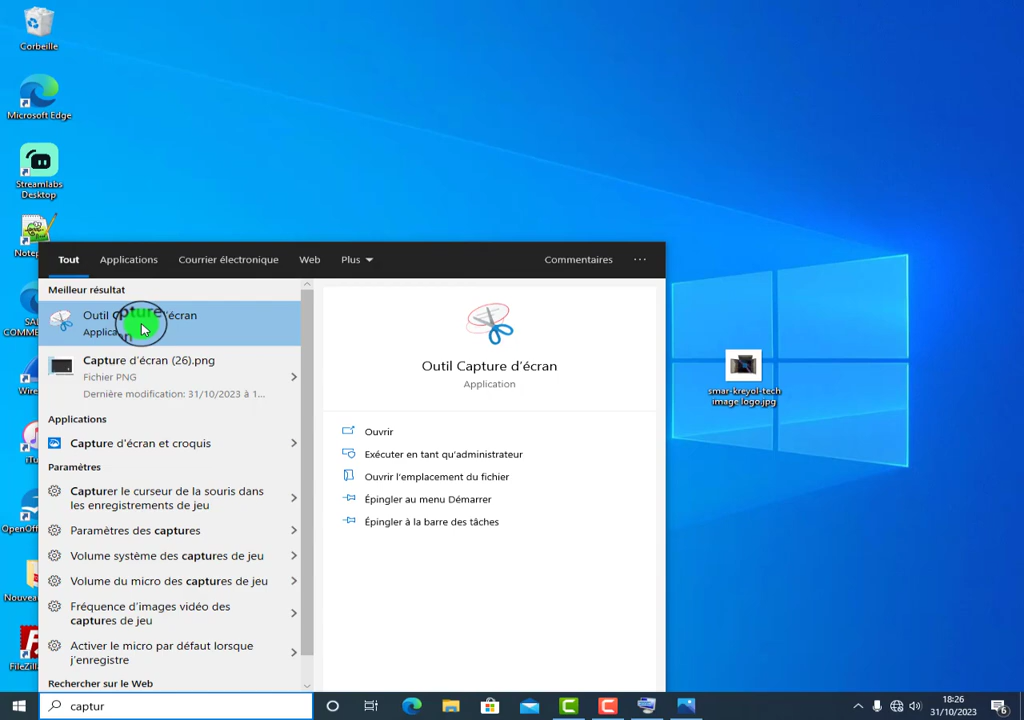 Corbeille
Microsoft Edge
Streamlabs
Desktop
Tout
Applications
Courrier électronique
Web
Plus
Commentaires
Meilleur résultat
Outil Capture d'écran
Capture d'écran (26).png
Fichier PNG
Dernière modification: 31/10/2023 à 1...
Applications
Capture d'écran et croquis
Paramètres
Capturer le curseur de la souris dans
les enregistrements de jeu
Paramètres des captures
Volume système des captures de jeu
Volume du micro des captures de jeu
Fréquence d'images vidéo des
captures de jeu
Activer le micro par défaut lorsque
j'enregistre
Rechercher sur le Web
captur
Outil Capture d'écran
Application
Ouvrir
Exécuter en tant qu'administrateur
Ouvrir l'emplacement du fichier
Épingler au menu Démarrer
Épingler à la barre des tâches
smar-kreyol-tech
image logo.jpg
18:26
31/10/2023
6